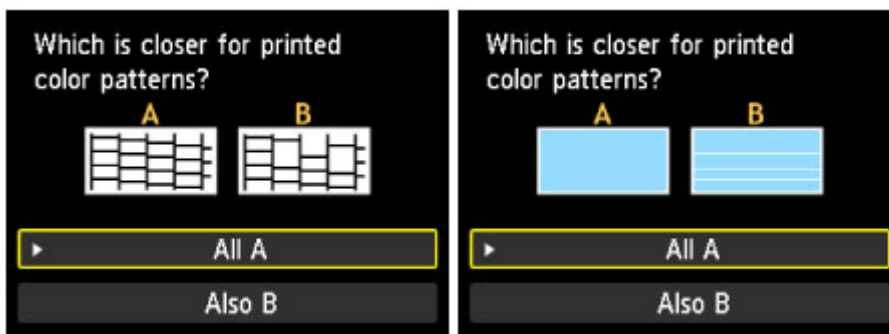 Which is closer for printed
color patterns?
A B
All A
Also B
Which is closer for printed
color patterns?
A B
All A
Also B